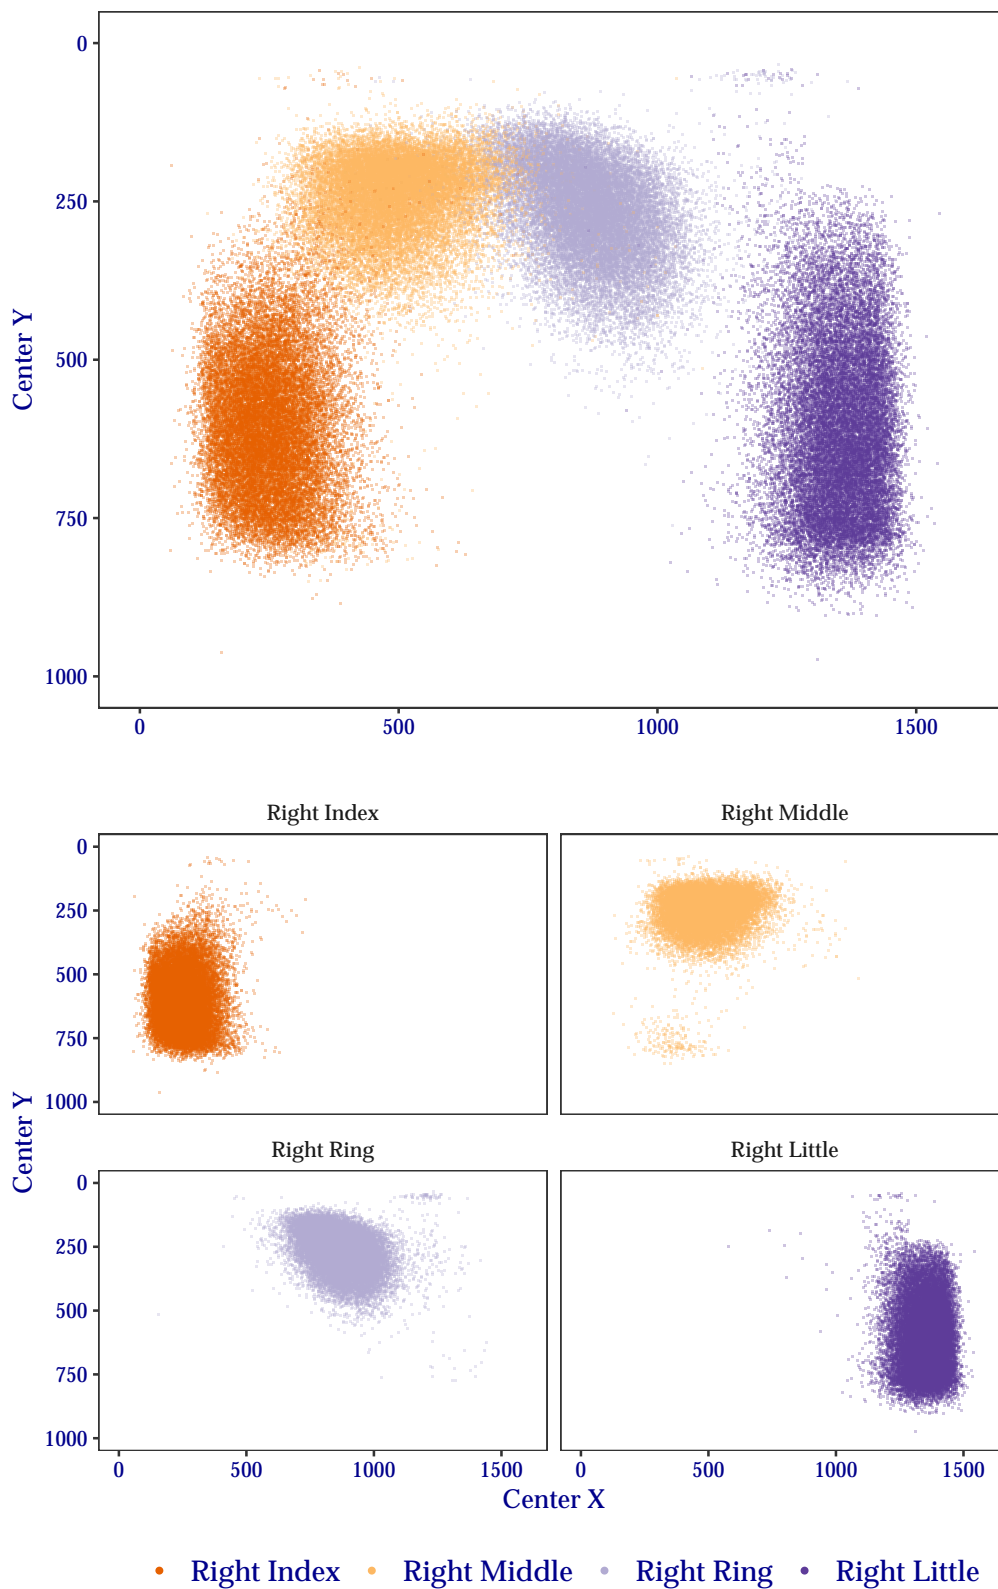 0
250
500
750
1000
Center Y
0 500 1000 1500
Right Index Right Middle
0
250
500
750
1000
Center Y
Right Ring Right Little
0
250
500
750
1000
0 500 1000 1500 0 500 1000 1500
Center X
Right Index Right Middle Right Ring Right Little